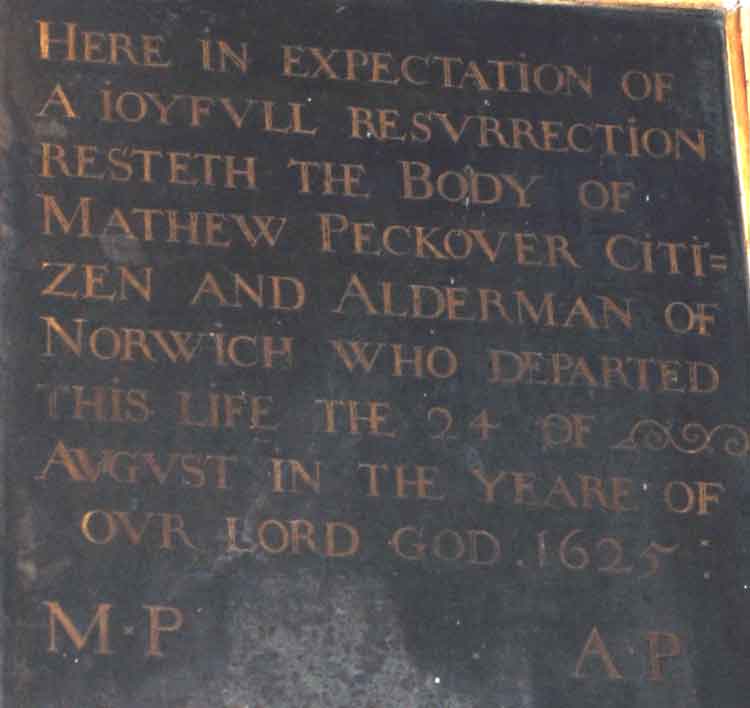 HERE IN EXPECTATION OF
A IOYFVLL RESVRRECTION
RESTETH THE BODY OF
MATHEW PECKOVER CITI=
ZEN AND ALDERMAN OF
NORWICH WHO DEPARTED
THIS LIFE THE 24 OF
AVGVST IN THE YEARE OF
OVR LORD GOD .1625
M·P A·P